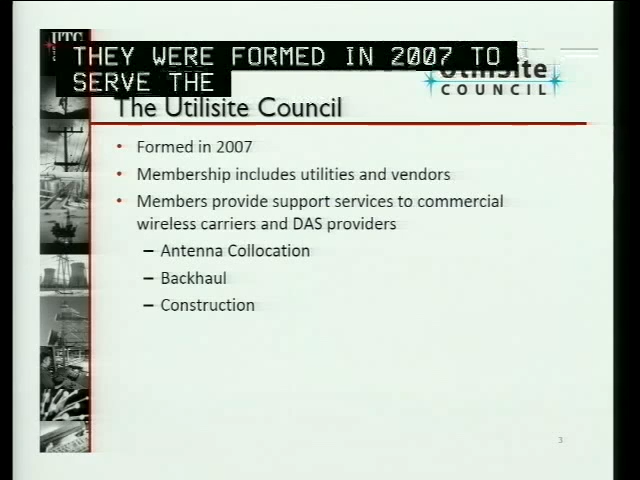 UTC
THEY WERE FORMED IN 2007 TO
SERVE THE
Utilisite
COUNCIL
The Utilisite Council
• Formed in 2007
• Membership includes utilities and vendors
• Members provide support services to commercial
wireless carriers and DAS providers
– Antenna Collocation
– Backhaul
– Construction
3